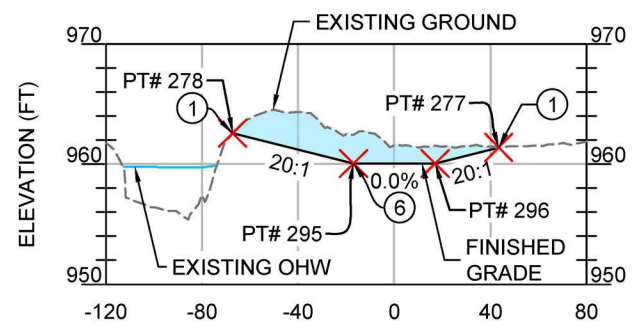 EXISTING GROUND
970
970
PT# 278
1
PT# 277
1
ELEVATION (FT)
960
960
20:1
0.0%
20:1
6
PT# 295
PT# 296
EXISTING OHW
FINISHED
GRADE
950
950
-120
-80
-40
0
40
80